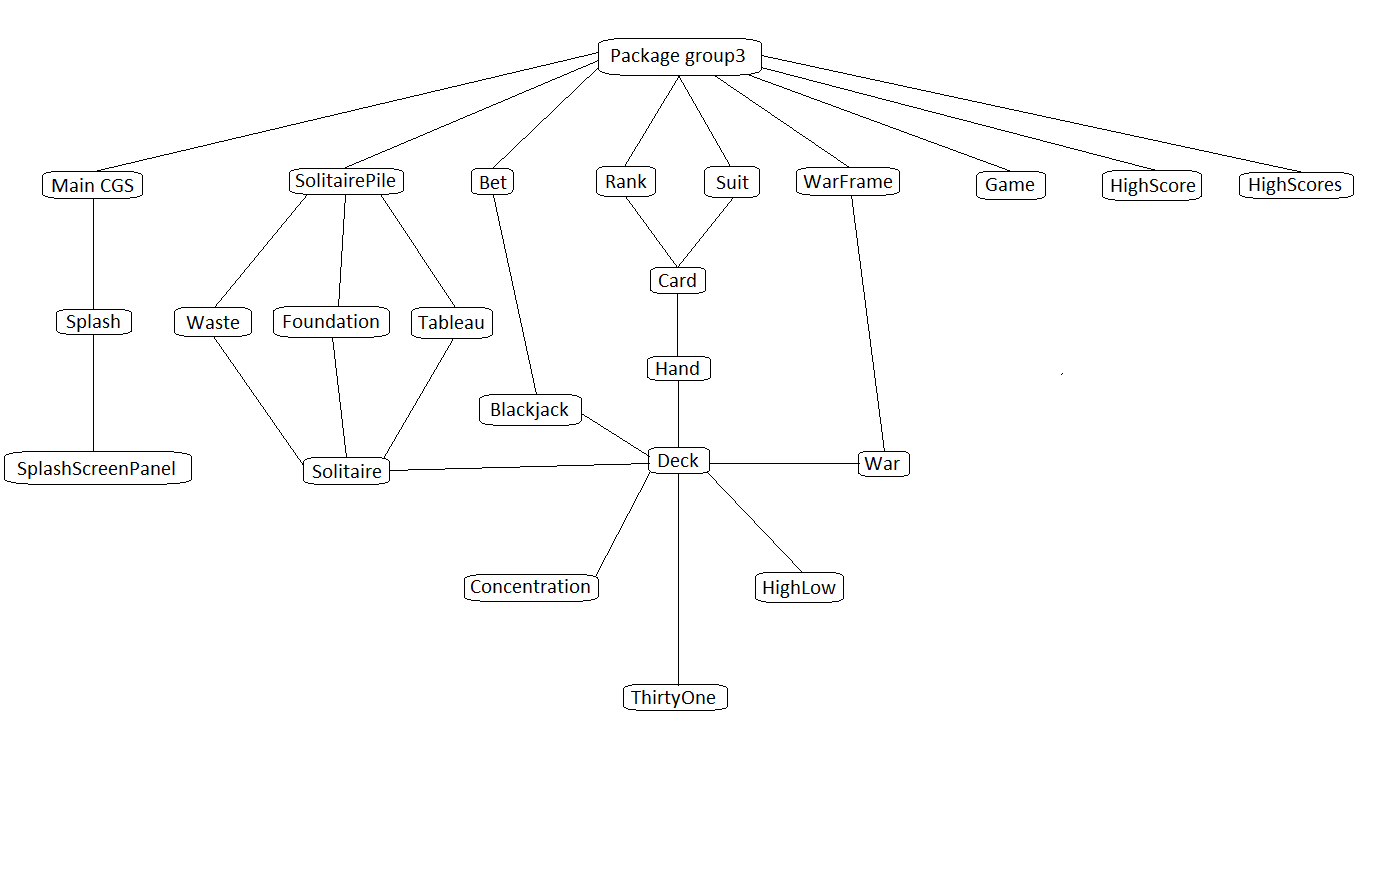 Package group3
Main CGS
SolitairePile
Bet
Rank
Suit
WarFrame
Game
HighScore
HighScores
Card
Splash
Waste
Foundation
Tableau
Hand
Blackjack
SplashScreenPanel
Solitaire
Deck
War
Concentration
HighLow
ThirtyOne